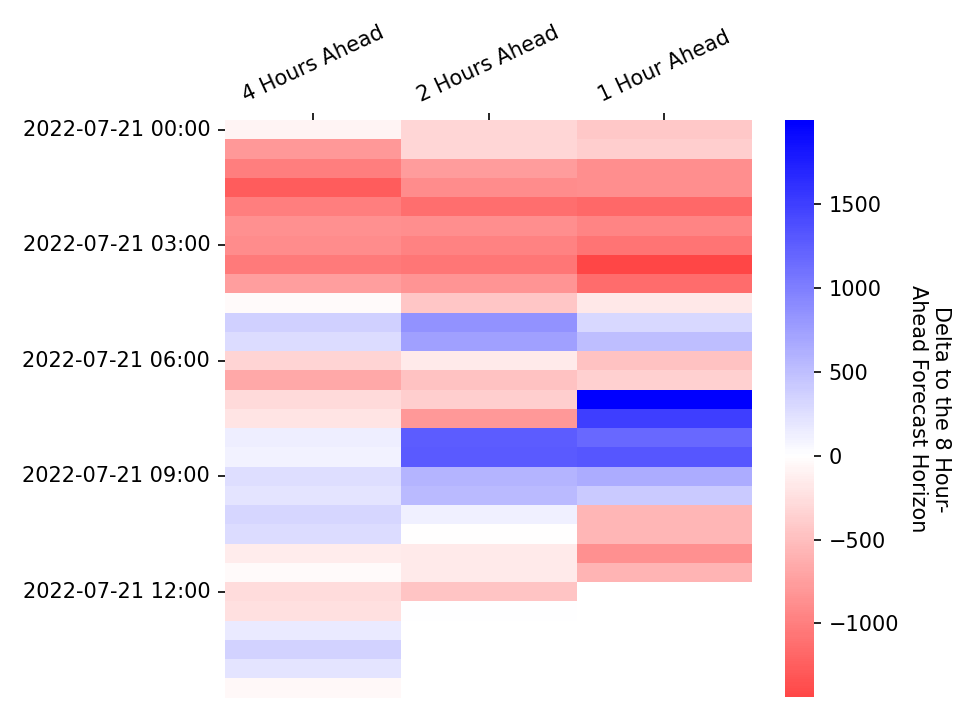 4 Hours Ahead
2 Hours Ahead
1 Hour Ahead
2022-07-21 00:00
2022-07-21 03:00
2022-07-21 06:00
2022-07-21 09:00
2022-07-21 12:00
1500
1000
500
0
−500
−1000
Delta to the 8 Hour-
Ahead Forecast Horizon